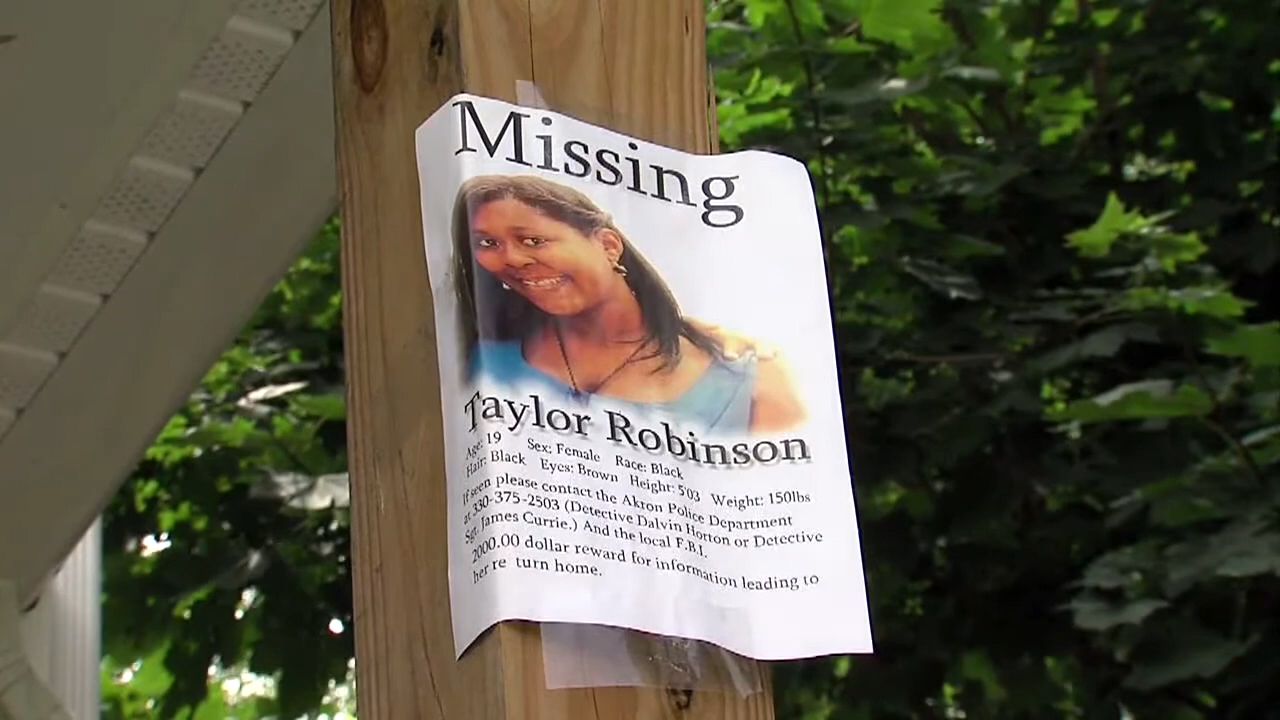 Missing
Taylor Robinson
Age: 19 Sex: Female Race: Black
Hair: Black Eyes: Brown Height: 5'03 Weight: 150lbs
If seen please contact the Akron Police Department
at 330-375-2503 (Detective Dalvin Horton or Detective
Sgt. James Currie.) And the local F.B.I.
2000.00 dollar reward for information leading to
her re turn home.